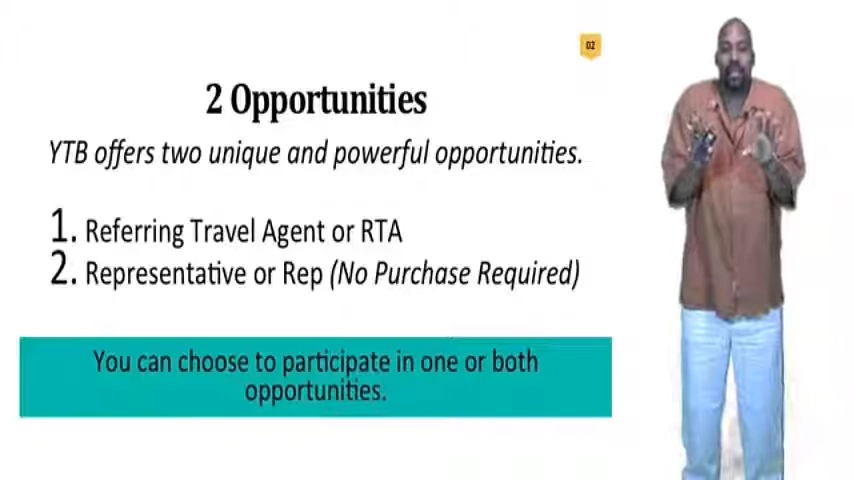 02
2 Opportunities
YTB offers two unique and powerful opportunities.
1. Referring Travel Agent or RTA
2. Representative or Rep (No Purchase Required)
You can choose to participate in one or both
opportunities.